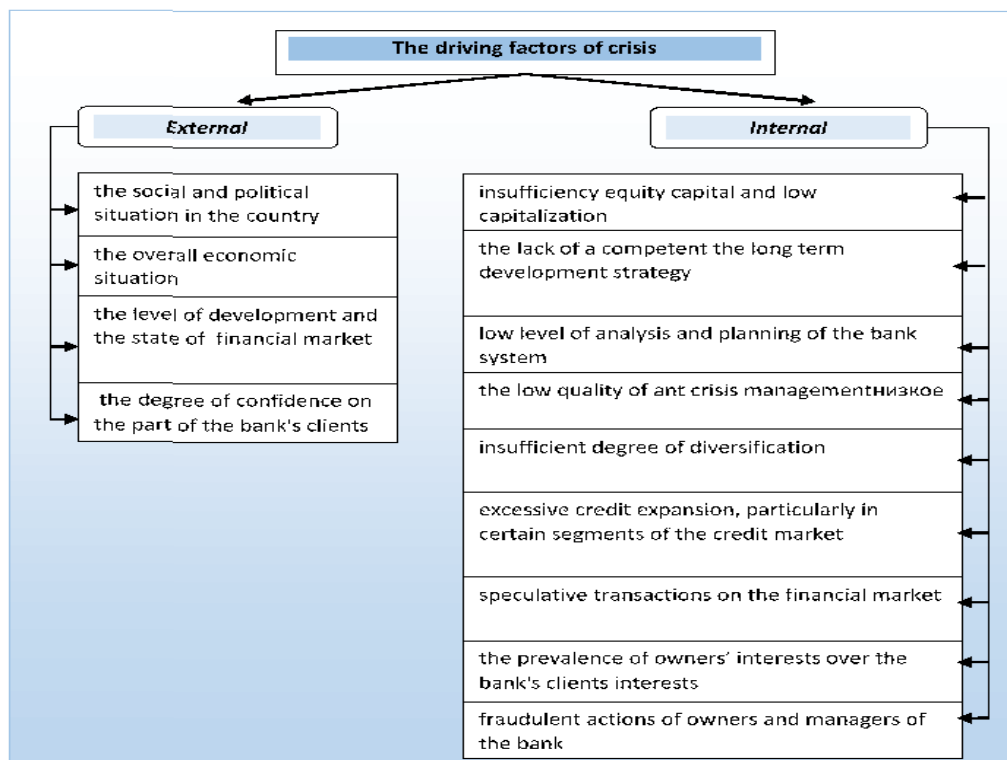 The driving factors of crisis
External
Internal
the social and political
situation in the country
the overall economic
situation
the level of development and
the state of financial market
the degree of confidence on
the part of the bank's clients
insufficiency equity capital and low
capitalization
the lack of a competent the long term
development strategy
low level of analysis and planning of the bank
system
the low quality of ant crisis managementнизкое
insufficient degree of diversification
excessive credit expansion, particularly in
certain segments of the credit market
speculative transactions on the financial market
the prevalence of owners’ interests over the
bank's clients interests
fraudulent actions of owners and managers of
the bank